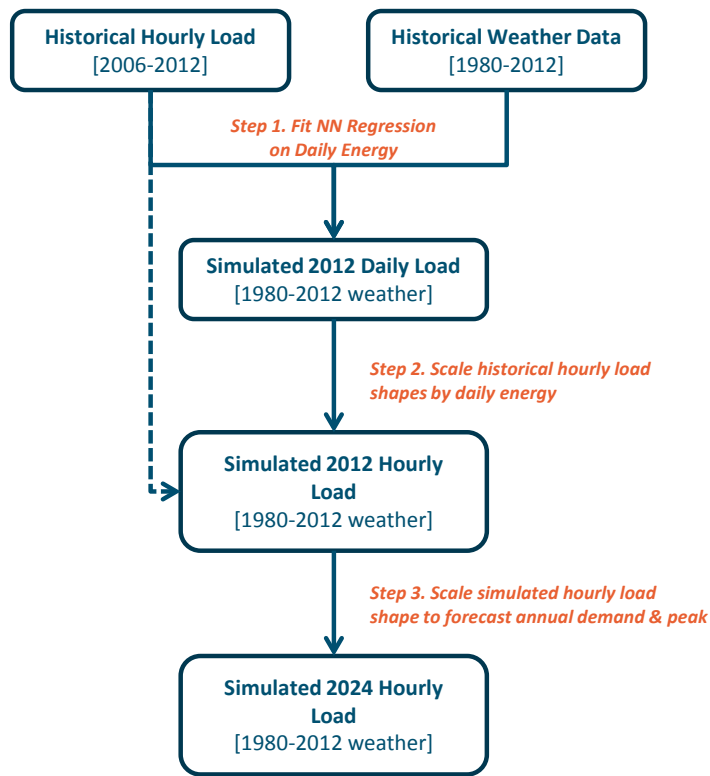 Historical Hourly Load
[2006-2012]
Historical Weather Data
[1980-2012]
Step 1. Fit NN Regression
on Daily Energy
Simulated 2012 Daily Load
[1980-2012 weather]
Step 2. Scale historical hourly load
shapes by daily energy
Simulated 2012 Hourly
Load
[1980-2012 weather]
Step 3. Scale simulated hourly load
shape to forecast annual demand & peak
Simulated 2024 Hourly
Load
[1980-2012 weather]